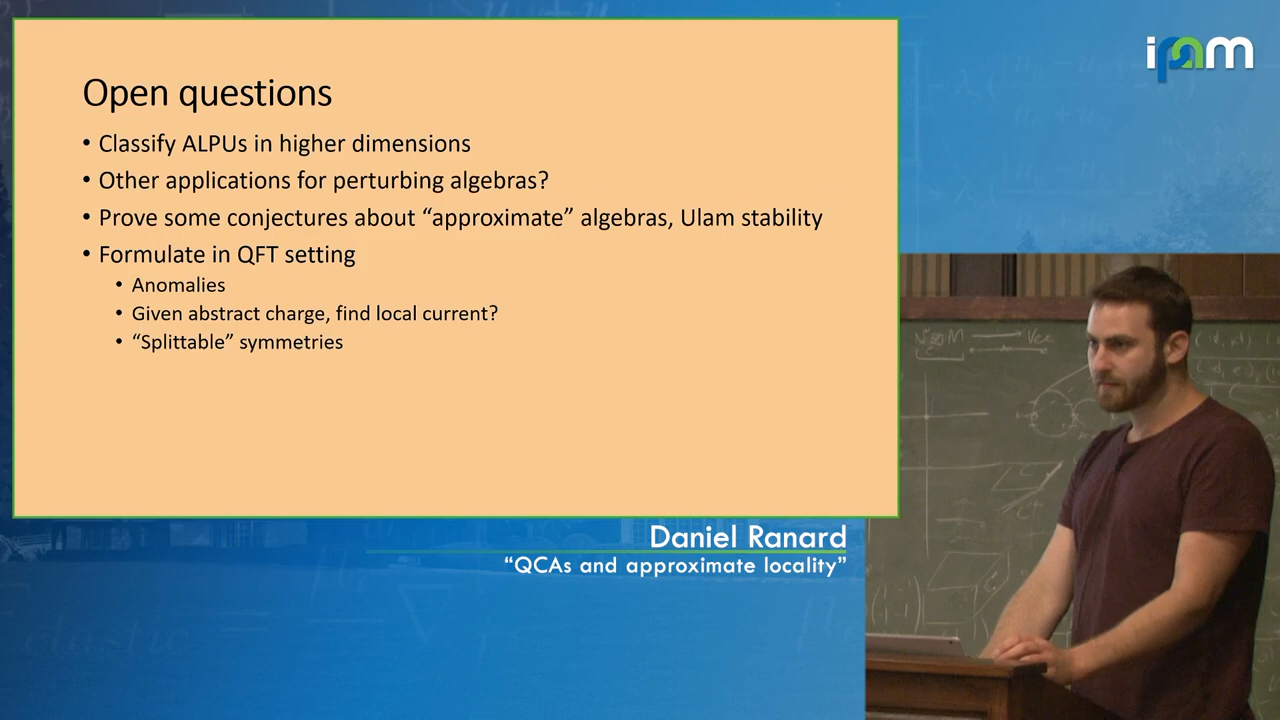 ipam
Open questions
• Classify ALPUs in higher dimensions
• Other applications for perturbing algebras?
• Prove some conjectures about “approximate” algebras, Ulam stability
• Formulate in QFT setting
• Anomalies
• Given abstract charge, find local current?
• “Splittable” symmetries
Daniel Ranard
“QCAs and approximate locality”
elastic